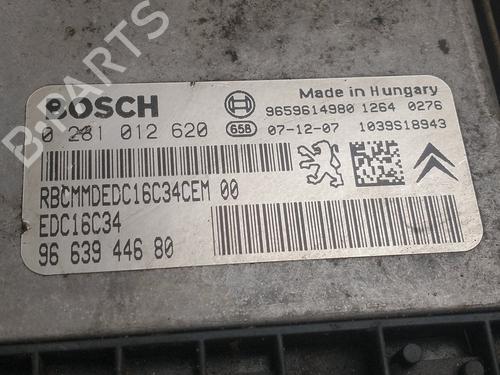 B-PARTS
BOSCH
Made in Hungary
9659614980 1264 0276
0 281 012 620
65B
07-12-07
1039S18943
RBCMMDEDC16C34CEM 00
EDC16C34
96 639 446 80